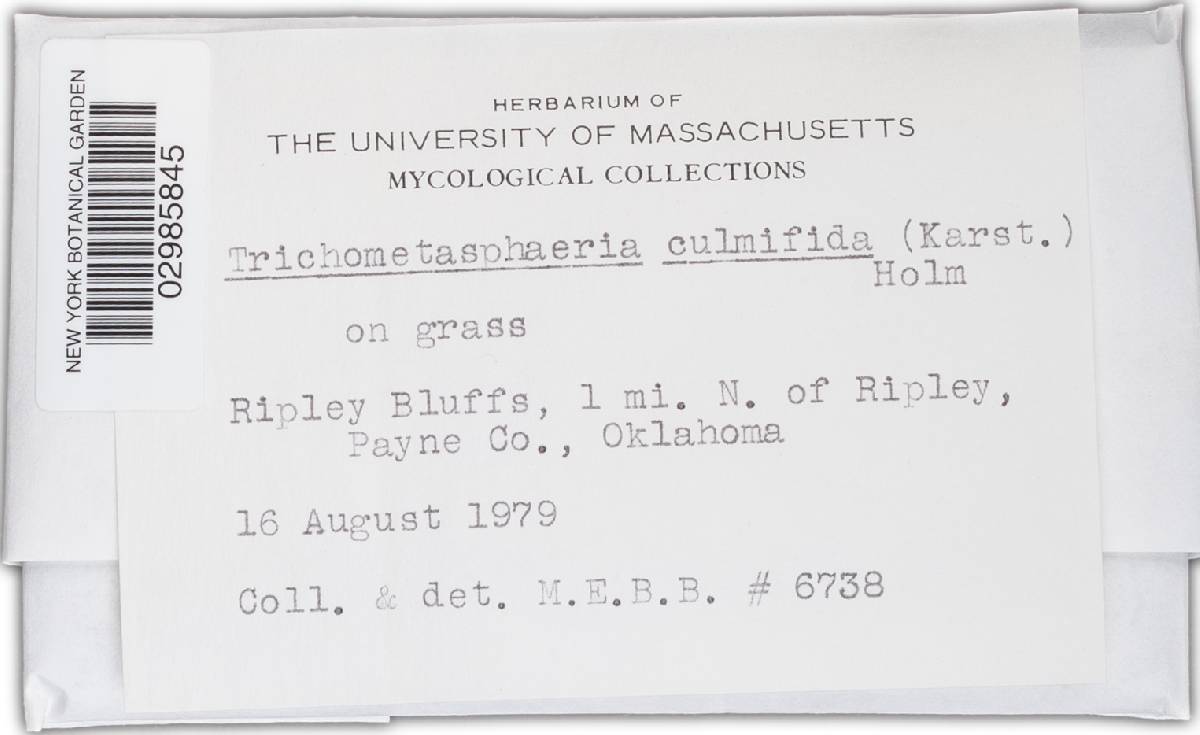 NEW YORK BOTANICAL GARDEN
02985845
HERBARIUM OF
THE UNIVERSITY OF MASSACHUSETTS
MYCOLOGICAL COLLECTIONS
Trichometasphaeria culmifida (Karst.)
Holm
on grass
Ripley Bluffs, 1 mi. N. of Ripley,
Payne Co., Oklahoma
16 August 1979
Coll. & det. M.E.B.B. # 6738